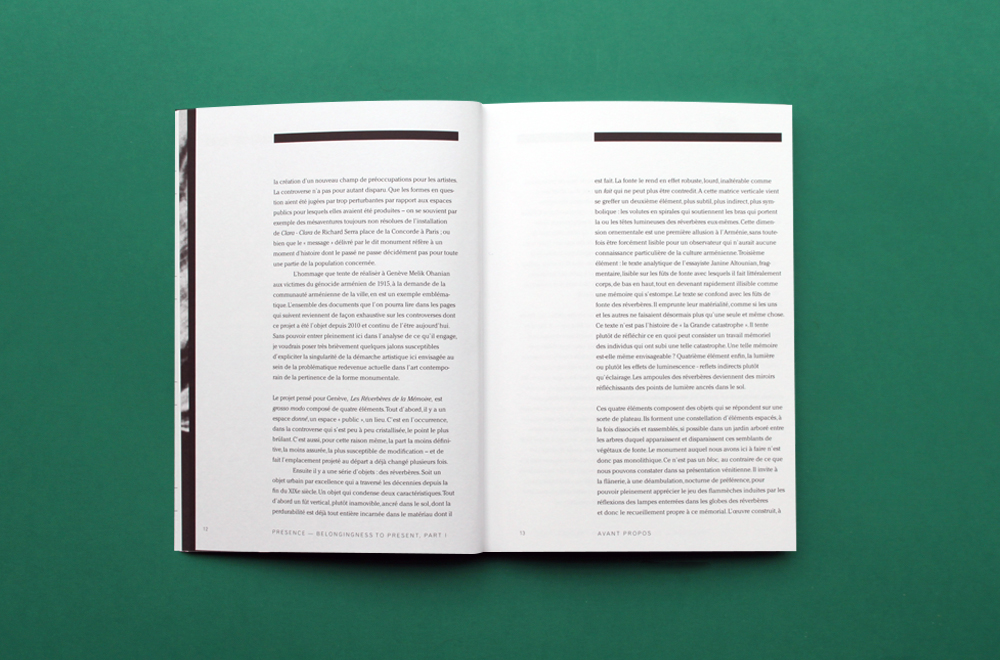 la création d'un nouveau champ de préoccupations pour les artistes.
La controverse n'a pas pour autant disparu. Que les formes en ques-
tion aient été jugées par trop perturbantes par rapport aux espaces
publics pour lesquels elles avaient été produites – on se souvient par
exemple des mésaventures toujours non résolues de l'installation
de Clara - Clara de Richard Serra place de la Concorde à Paris ; ou
bien que le « message » délivré par le dit monument réfère à un
moment d'histoire dont le passé ne passe décidément pas pour toute
une partie de la population concernée.
L'hommage que tente de réaliser à Genève Melik Ohanian
aux victimes du génocide arménien de 1915, à la demande de la
communauté arménienne de la ville, en est un exemple embléma-
tique. L'ensemble des documents que l'on pourra lire dans les pages
qui suivent reviennent de façon exhaustive sur les controverses dont
ce projet a été l'objet depuis 2010 et continu de l'être aujourd'hui.
Sans pouvoir entrer pleinement ici dans l'analyse de ce qu'il engage,
je voudrais poser très brièvement quelques jalons susceptibles
d'expliciter la singularité de la démarche artistique ici envisagée au
sein de la problématique redevenue actuelle dans l'art contempo-
rain de la pertinence de la forme monumentale.
Le projet pensé pour Genève, Les Réverbères de la Mémoire, est
grosso modo composé de quatre éléments. Tout d'abord, il y a un
espace donné, un espace « public », un lieu. C'est en l'occurrence,
dans la controverse qui s'est peu à peu cristallisée, le point le plus
brûlant. C'est aussi, pour cette raison même, la part la moins défini-
tive, la moins assurée, la plus susceptible de modification – et de
fait l'emplacement projeté au départ a déjà changé plusieurs fois.
Ensuite il y a une série d'objets : des réverbères. Soit un
objet urbain par excellence qui a traversé les décennies depuis la
fin du XIXe siècle. Un objet qui condense deux caractéristiques. Tout
d'abord un fût vertical, plutôt inamovible, ancré dans le sol, dont la
perdurabilité est déjà tout entière incarnée dans le matériau dont il
12
PRESENCE — BELONGINGNESS TO PRESENT, PART I
est fait. La fonte le rend en effet robuste, lourd, inaltérable comme
un fait qui ne peut plus être contredit. A cette matrice verticale vient
se greffer un deuxième élément, plus subtil, plus indirect, plus sym-
bolique : les volutes en spirales qui soutiennent les bras qui portent
la ou les têtes lumineuses des réverbères eux-mêmes. Cette dimen-
sion ornementale est une première allusion à l'Arménie, sans toute-
fois être forcément lisible pour un observateur qui n'aurait aucune
connaissance particulière de la culture arménienne. Troisième
élément : le texte analytique de l'essayiste Janine Altounian, frag-
mentaire, lisible sur les fûts de fonte avec lesquels il fait littéralement
corps, de bas en haut, tout en devenant rapidement illisible comme
une mémoire qui s'estompe. Le texte se confond avec les fûts de
fonte des réverbères. Il emprunte leur matérialité, comme si les uns
et les autres ne faisaient désormais plus qu'une seule et même chose.
Ce texte n'est pas l'histoire de « la Grande catastrophe ». Il tente
plutôt de réfléchir en ce en quoi peut consister un travail mémoriel
des individus qui ont subi une telle catastrophe. Une telle mémoire
est-elle même envisageable ? Quatrième élément enfin, la lumière
ou plutôt les effets de luminescence - reflets indirects plutôt
qu'éclairage. Les ampoules des réverbères deviennent des miroirs
réfléchissants des points de lumière ancrés dans le sol.
Ces quatre éléments composent des objets qui se répondent sur une
sorte de plateau. Ils forment une constellation d'éléments espacés, à
la fois dissociés et rassemblés, si possible dans un jardin arboré entre
les arbres duquel apparaissent et disparaissent ces semblants de
végétaux de fonte. Le monument auquel nous avons ici à faire n'est
donc pas monolithique. Ce n'est pas un bloc, au contraire de ce que
nous pouvons constater dans sa présentation vénitienne. Il invite à
la flânerie, à une déambulation, nocturne de préférence, pour
pouvoir pleinement apprécier le jeu des flammèches induites par les
réflexions des lampes enterrées dans les globes des réverbères
et donc le recueillement propre à ce mémorial. L'œuvre construit, à
13
AVANT PROPOS